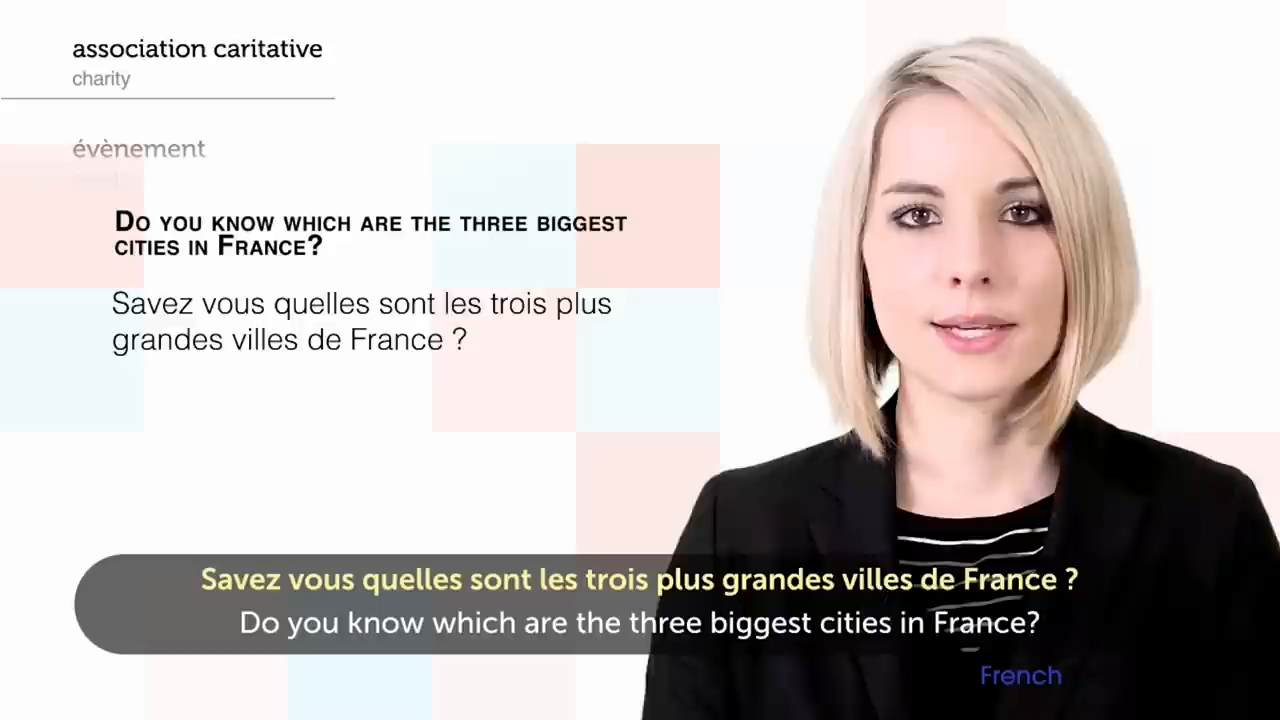 association caritative
charity
évènement
Do you know which are the three biggest
cities in France?
Savez vous quelles sont les trois plus
grandes villes de France ?
Savez vous quelles sont les trois plus grandes villes de France ?
Do you know which are the three biggest cities in France?
French